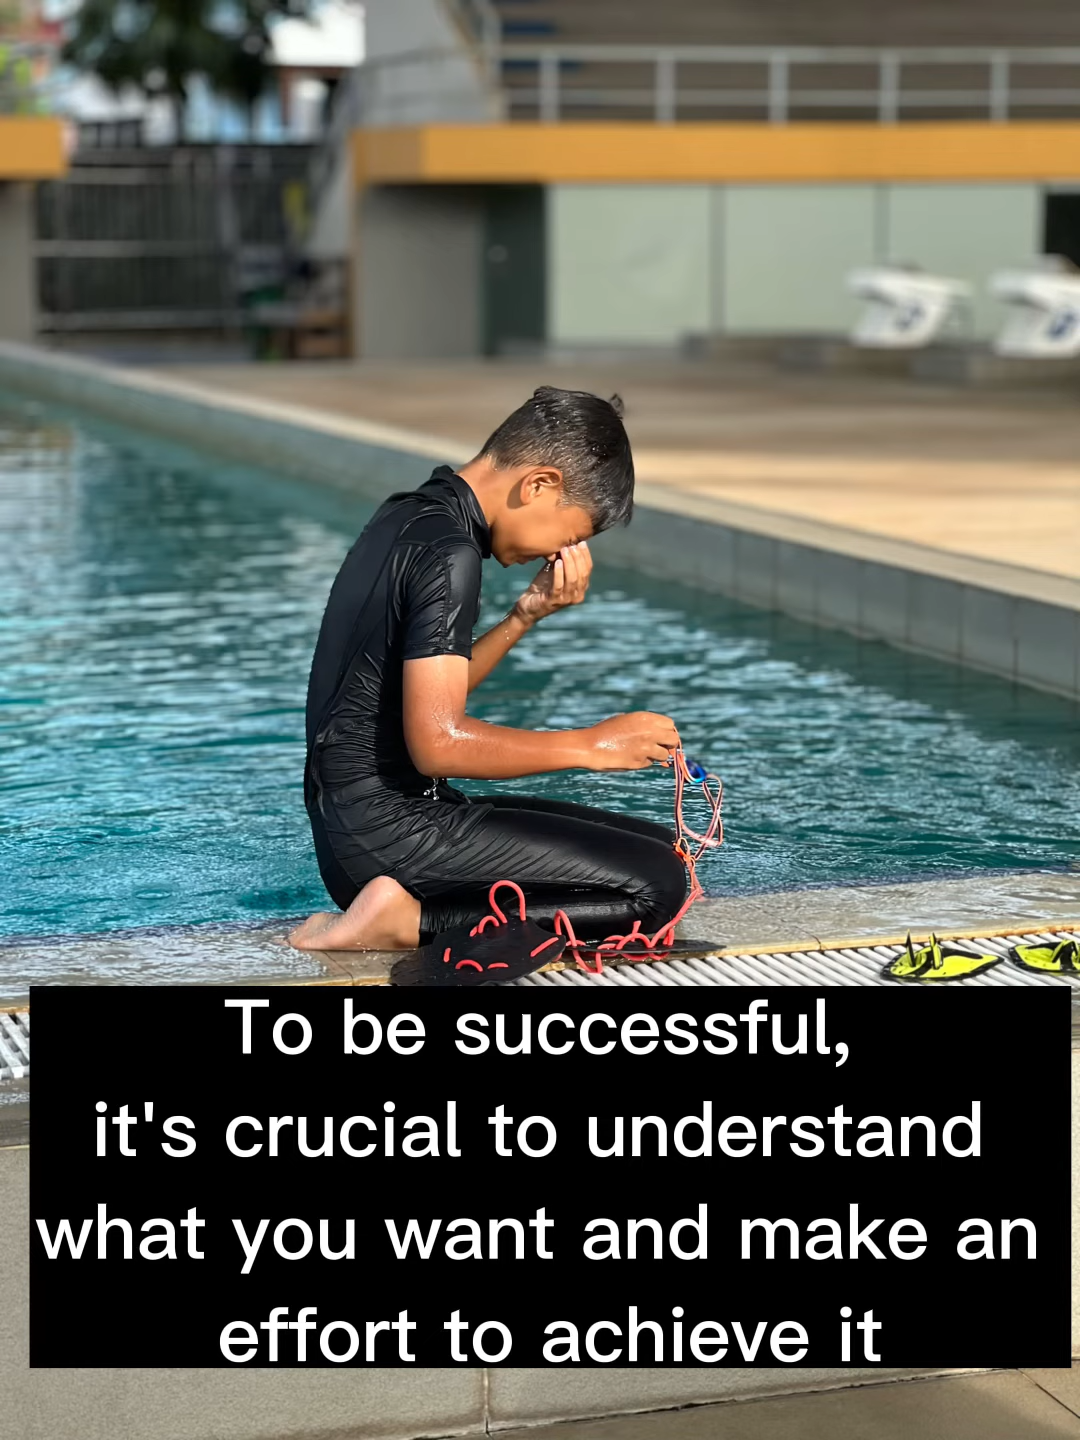 To be successful,
it's crucial to understand
what you want and make an
effort to achieve it